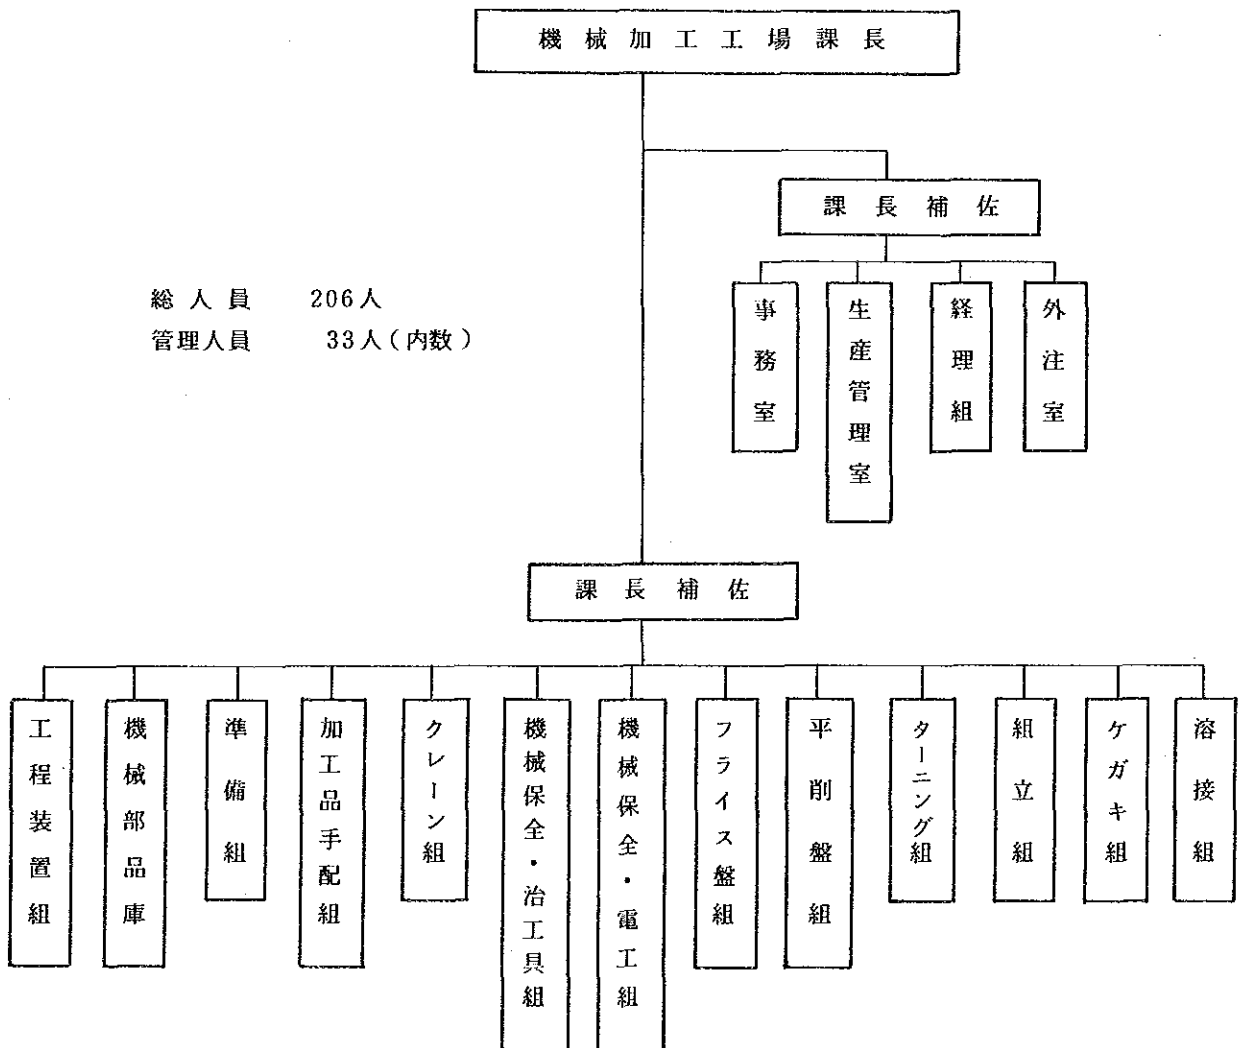 機械加工工場課長
課長補佐
総人員 206人
管理人員 33人(内数)
事務室
生産管理室
経理組
外注室
課長補佐
工程装置組
機械部品庫
準備組
加工品手配組
クレーン組
機械保全・治工具組
機械保全・電工組
フライス盤組
平削盤組
ターニング組
組立組
ケガキ組
溶接組